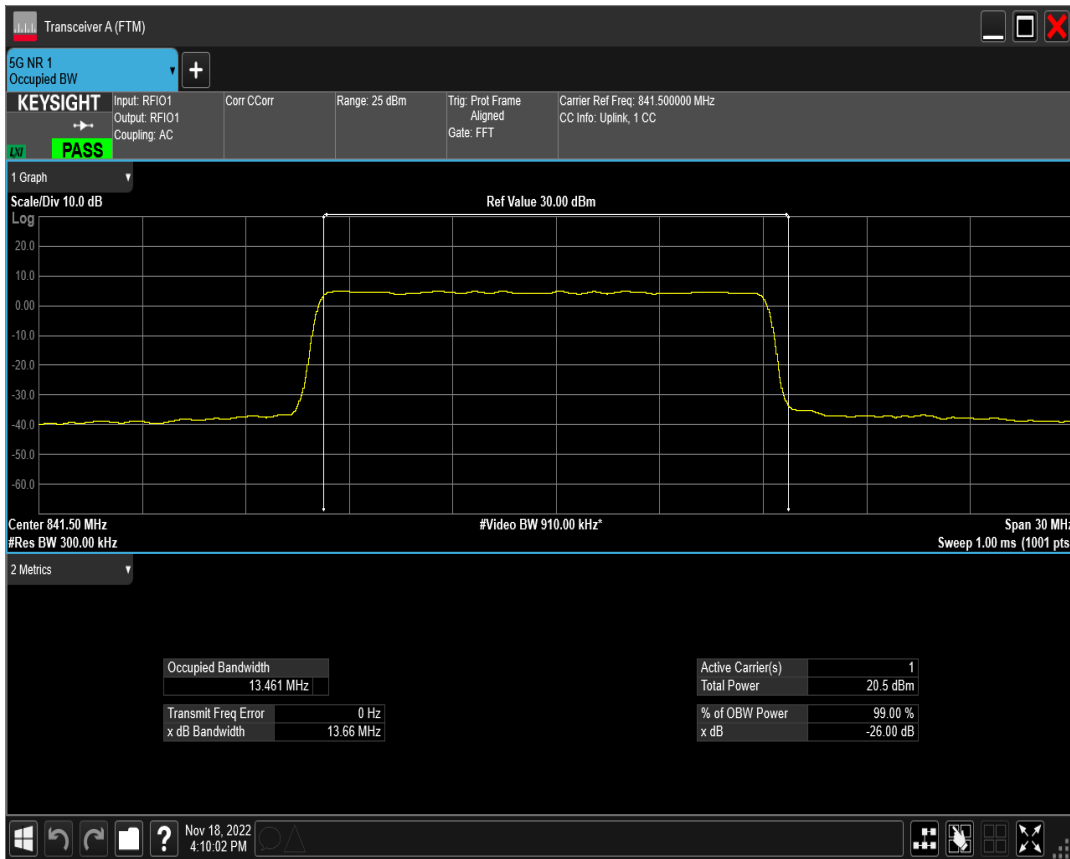 Transceiver A (FTM)
5G NR 1
Occupied BW
+
KEYSIGHT
LXI
PASS
Input: RFIO1
Output: RFIO1
Coupling: AC
Corr CCorr
Range: 25 dBm
Trig: Prot Frame
Aligned
Gate: FFT
Carrier Ref Freq: 841.500000 MHz
CC Info: Uplink, 1 CC
1 Graph
Scale/Div 10.0 dB
Ref Value 30.00 dBm
Log
20.0
10.0
0.00
-10.0
-20.0
-30.0
-40.0
-50.0
-60.0
Center 841.50 MHz
#Video BW 910.00 kHz*
Span 30 MHz
#Res BW 300.00 kHz
Sweep 1.00 ms (1001 pts
2 Metrics
Occupied Bandwidth
13.461 MHz
Transmit Freq Error 0 Hz
x dB Bandwidth 13.66 MHz
Active Carrier(s) 1
Total Power 20.5 dBm
% of OBW Power 99.00 %
x dB -26.00 dB
?
Nov 18, 2022
4:10:02 PM